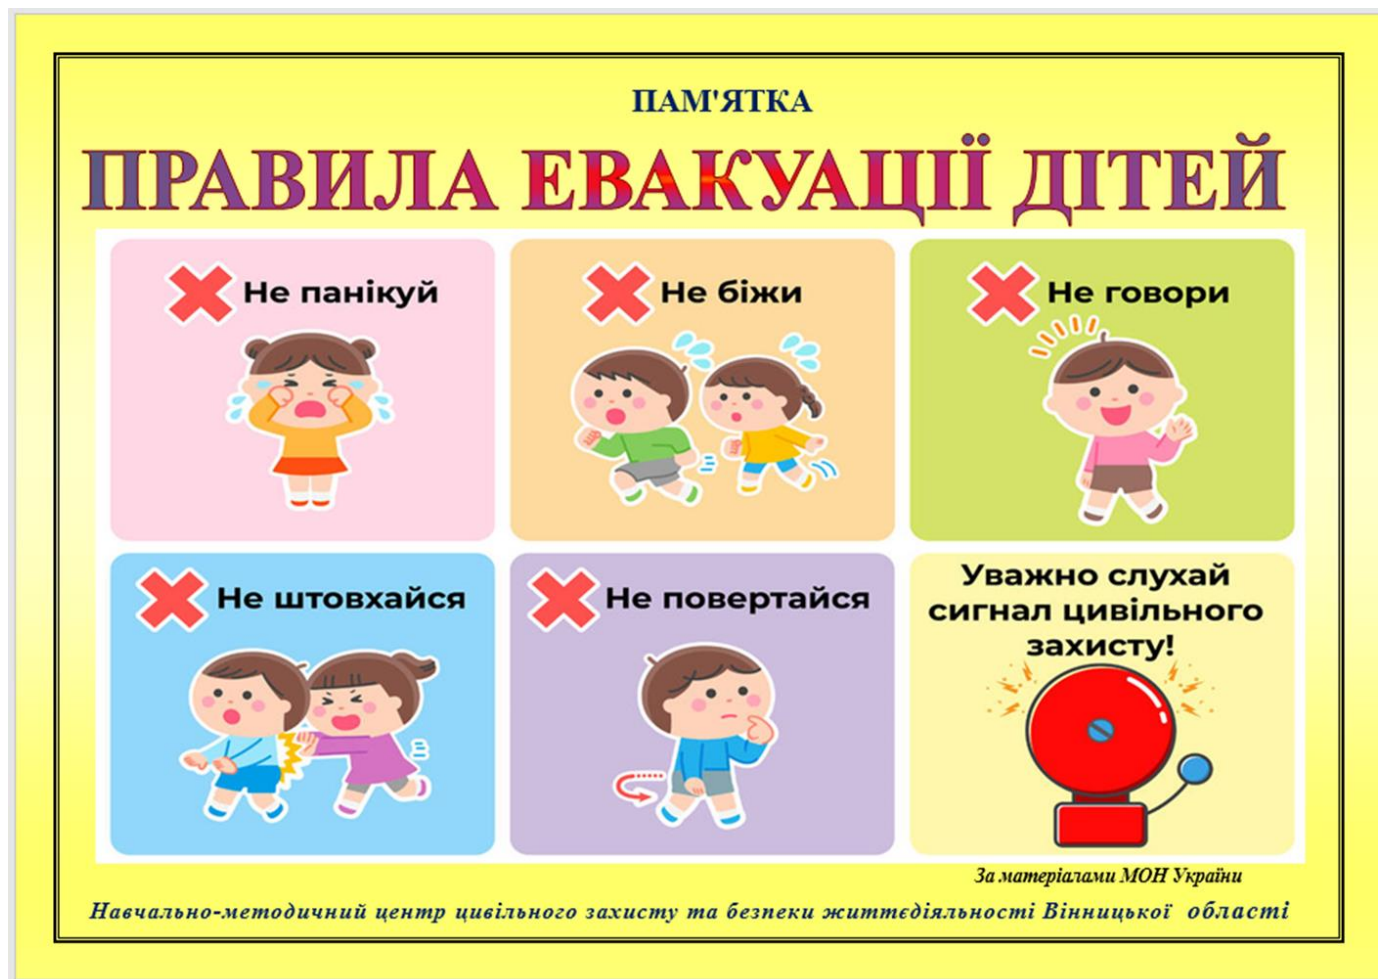 ПАМ'ЯТКА
ПРАВИЛА ЕВАКУАЦІЇ ДІТЕЙ
Не панікуй
Не біжи
Не говори
Не штовхайся
Не повертайся
Уважно слухай
сигнал цивільного
захисту!
За матеріалами МОН України
Навчально-методичний центр цивільного захисту та безпеки життєдіяльності Вінницької області